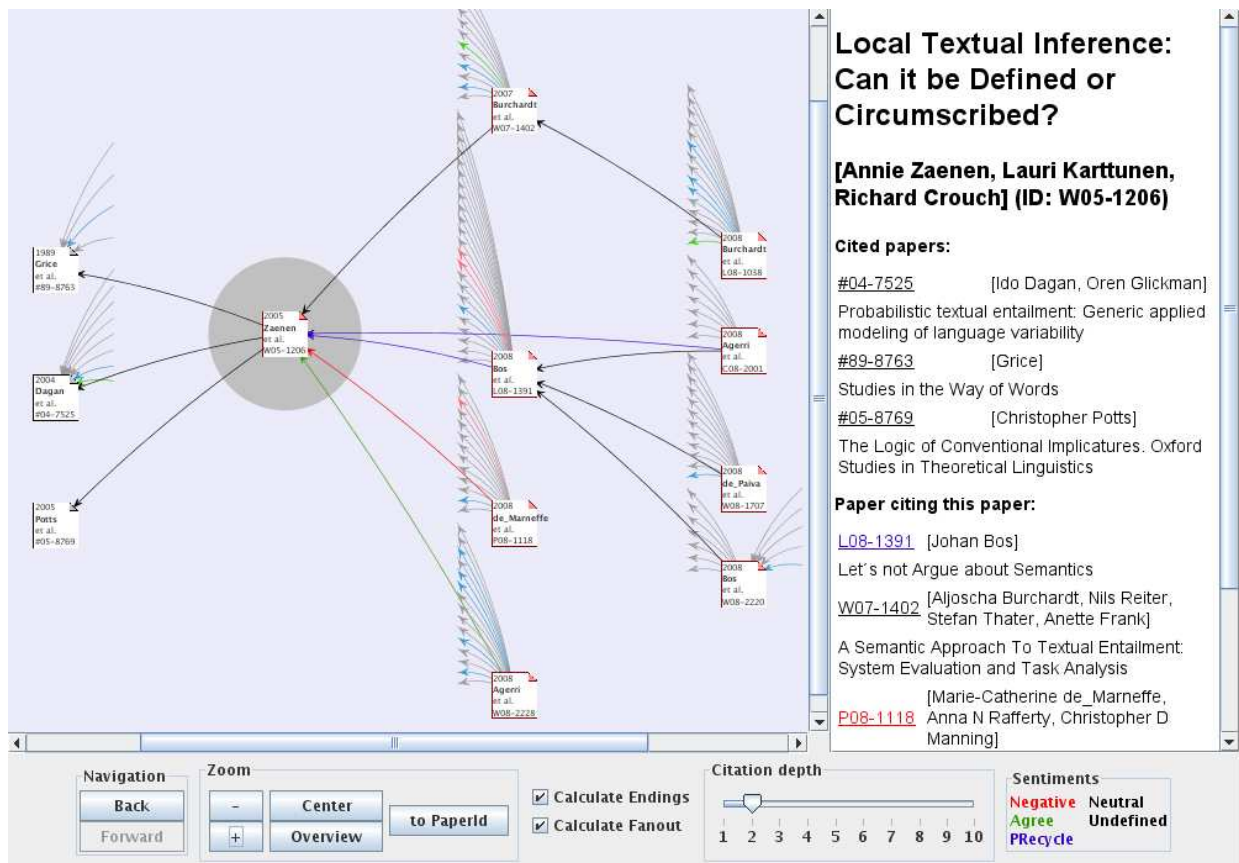 2007
Burchardt
et al.
W07-1402
2008
Burchardt
et al.
L08-1038
1989
Grice
et al.
#89-8763
2005
Zaenen
et al.
W05-1206
2008
Agerri
et al.
C08-2001
2008
Bos
et al.
L08-1391
2004
Dagan
et al.
#04-7525
2008
de_Paiva
et al.
W08-1707
2005
Potts
et al.
#05-8769
2008
de_Marneffe
et al.
P08-1118
2008
Bos
et al.
W08-2220
2008
Agerri
et al.
W08-2228
Local Textual Inference:
Can it be Defined or
Circumscribed?
[Annie Zaenen, Lauri Karttunen,
Richard Crouch] (ID: W05-1206)
Cited papers:
#04-7525 [Ido Dagan, Oren Glickman]
Probabilistic textual entailment: Generic applied
modeling of language variability
#89-8763 [Grice]
Studies in the Way of Words
#05-8769 [Christopher Potts]
The Logic of Conventional Implicatures. Oxford
Studies in Theoretical Linguistics
Paper citing this paper:
L08-1391 [Johan Bos]
Let´s not Argue about Semantics
W07-1402 [Aljoscha Burchardt, Nils Reiter,
Stefan Thater, Anette Frank]
A Semantic Approach To Textual Entailment:
System Evaluation and Task Analysis
P08-1118 [Marie-Catherine de_Marneffe,
Anna N Rafferty, Christopher D
Manning]
Navigation
Back
Forward
Zoom
- Center
+ Overview
to PaperId
Calculate Endings
Calculate Fanout
Citation depth
1 2 3 4 5 6 7 8 9 10
Sentiments
Negative Neutral
Agree Undefined
PRecycle